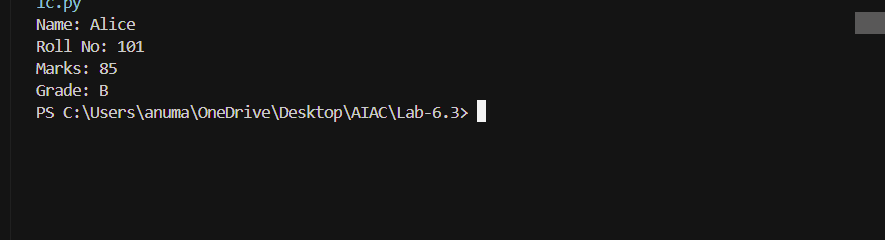 1c.py
Name: Alice
Roll No: 101
Marks: 85
Grade: B
PS C:\Users\anuma\OneDrive\Desktop\AIAC\Lab-6.3>